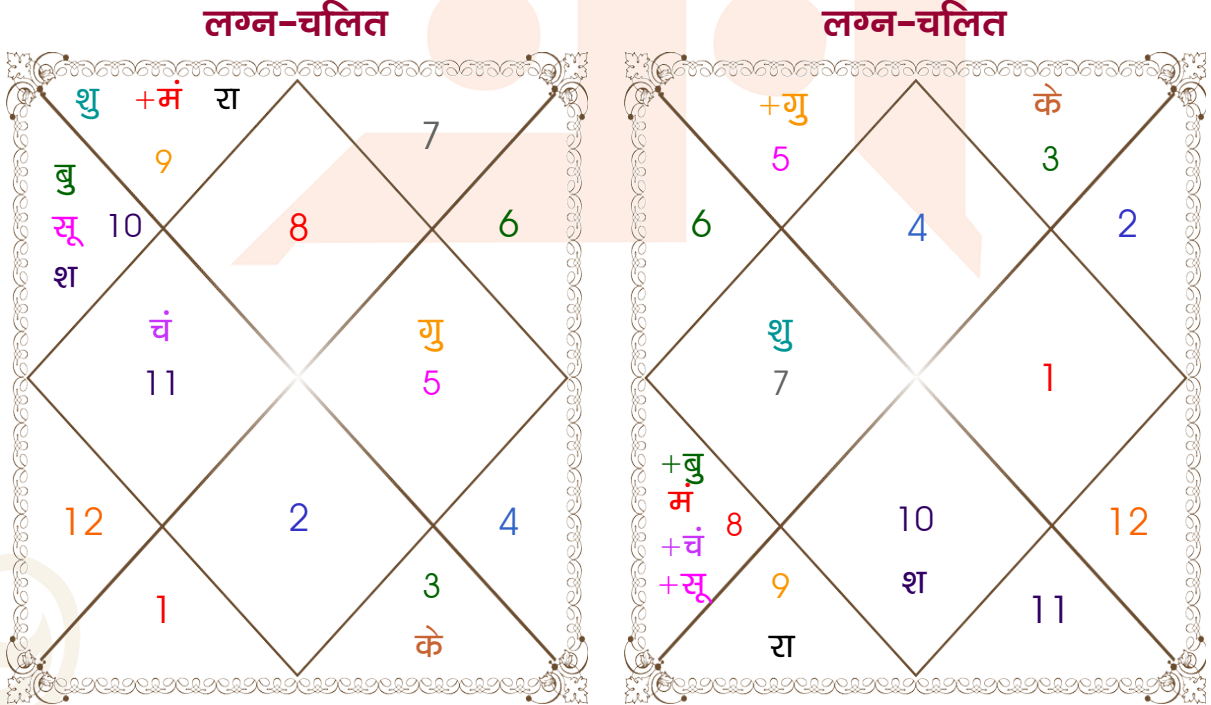 लग्न-चलित
शु +मं रा
7
9
बु
सू 10
8
6
श
चं
11
गु
5
12
2
4
1
3
के
लग्न-चलित
+गु
के
5
3
6
4
2
शु
7
1
+बु
मं
8
+चं
+सू
10
12
9
श
11
रा